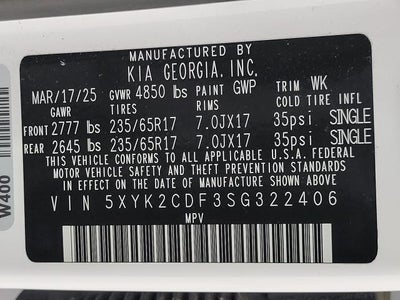 MANUFACTURED BY
KIA GEORGIA, INC.
MAR/17/25 GVWR 4850 lbs PAINT GWP TRIM WK
GAWR TIRES RIMS COLD TIRE INFL
FRONT 2777 lbs 235/65R17 7.0JX17 35psi SINGLE
REAR 2645 lbs 235/65R17 7.0JX17 35psi SINGLE
THIS VEHICLE CONFORMS TO ALL APPLICABLE U.S.A. FEDERAL
MOTOR VEHICLE SAFETY AND THEFT PREVENTION STANDARDS
IN EFFECT ON THE DATE OF MANUFACTURE SHOWN ABOVE.
VIN 5XYK2CDF3SG322406
MPV
W400